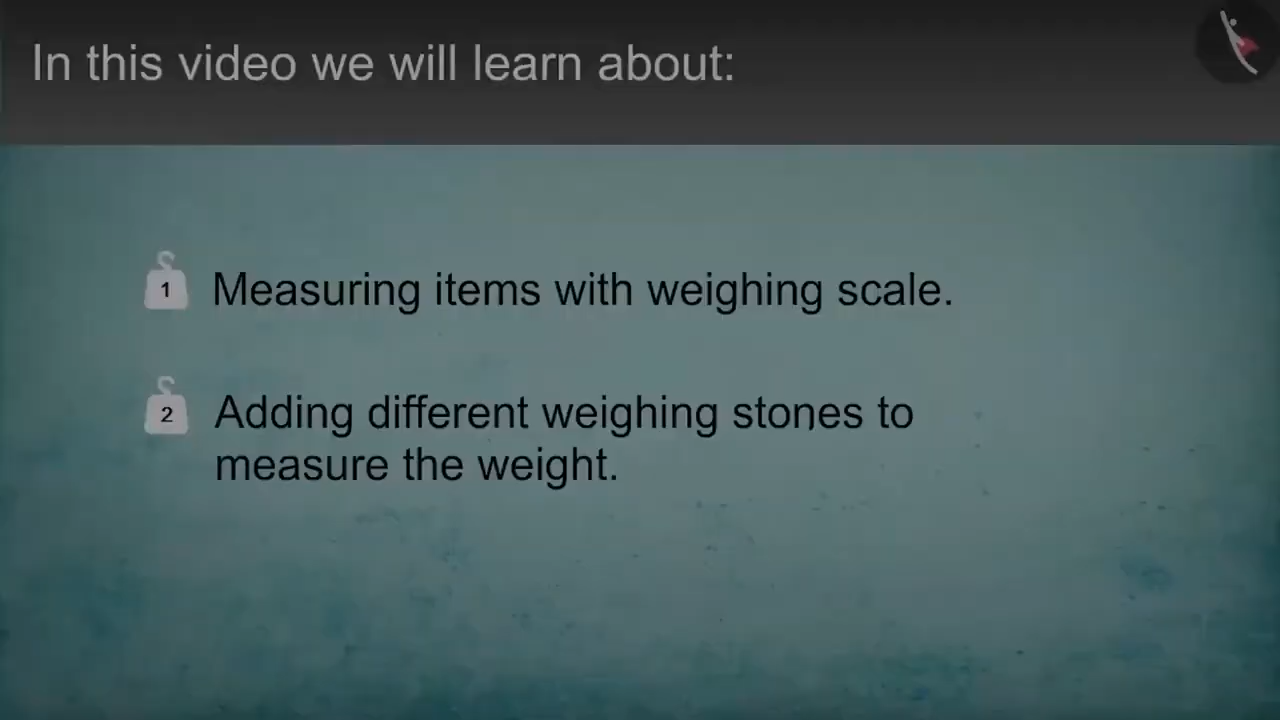 In this video we will learn about:
1 Measuring items with weighing scale.
2 Adding different weighing stones to
measure the weight.